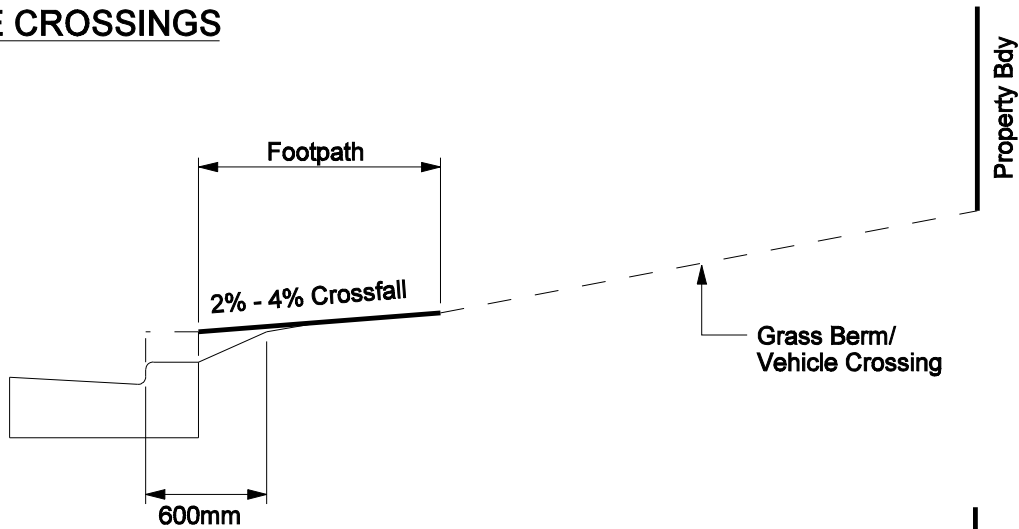 CROSSINGS
Property Bdy
Footpath
2% - 4% Crossfall
Grass Berm/
Vehicle Crossing
600mm